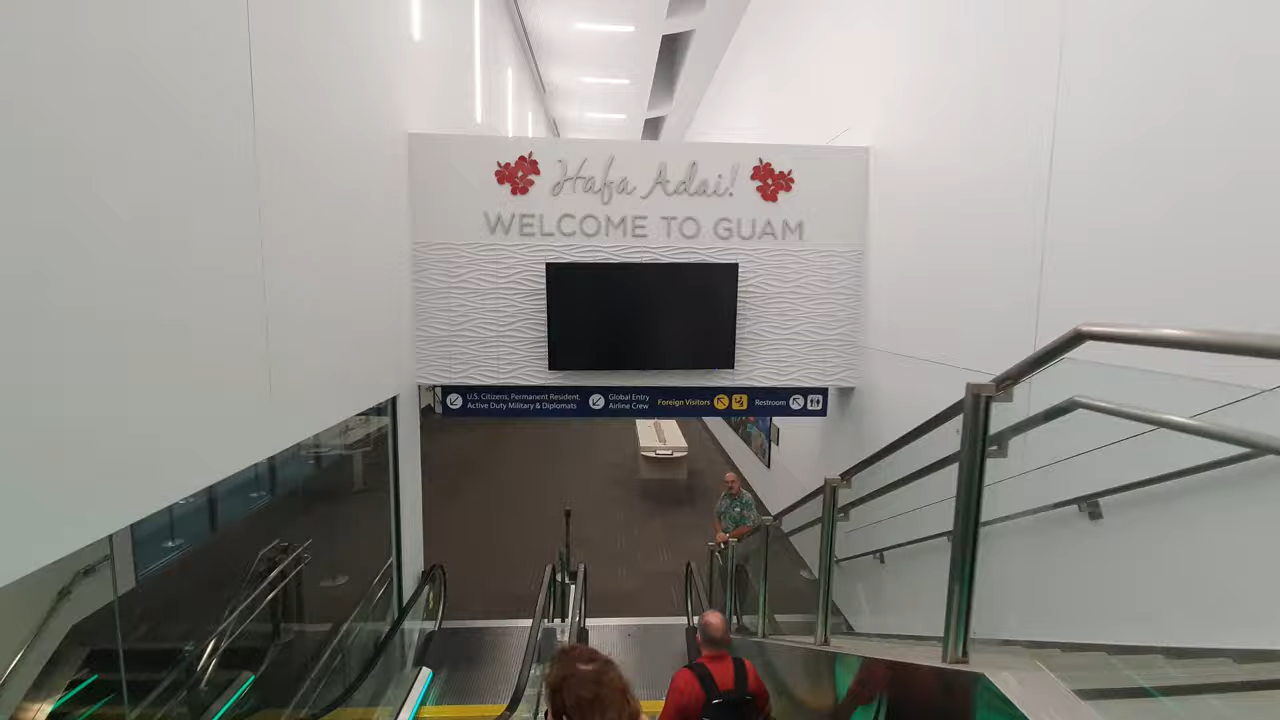 Hafa Adai!
WELCOME TO GUAM
U.S. Citizens, Permanent Resident,
Active Duty Military & Diplomats
Global Entry
Airline Crew
Foreign Visitors
Restroom